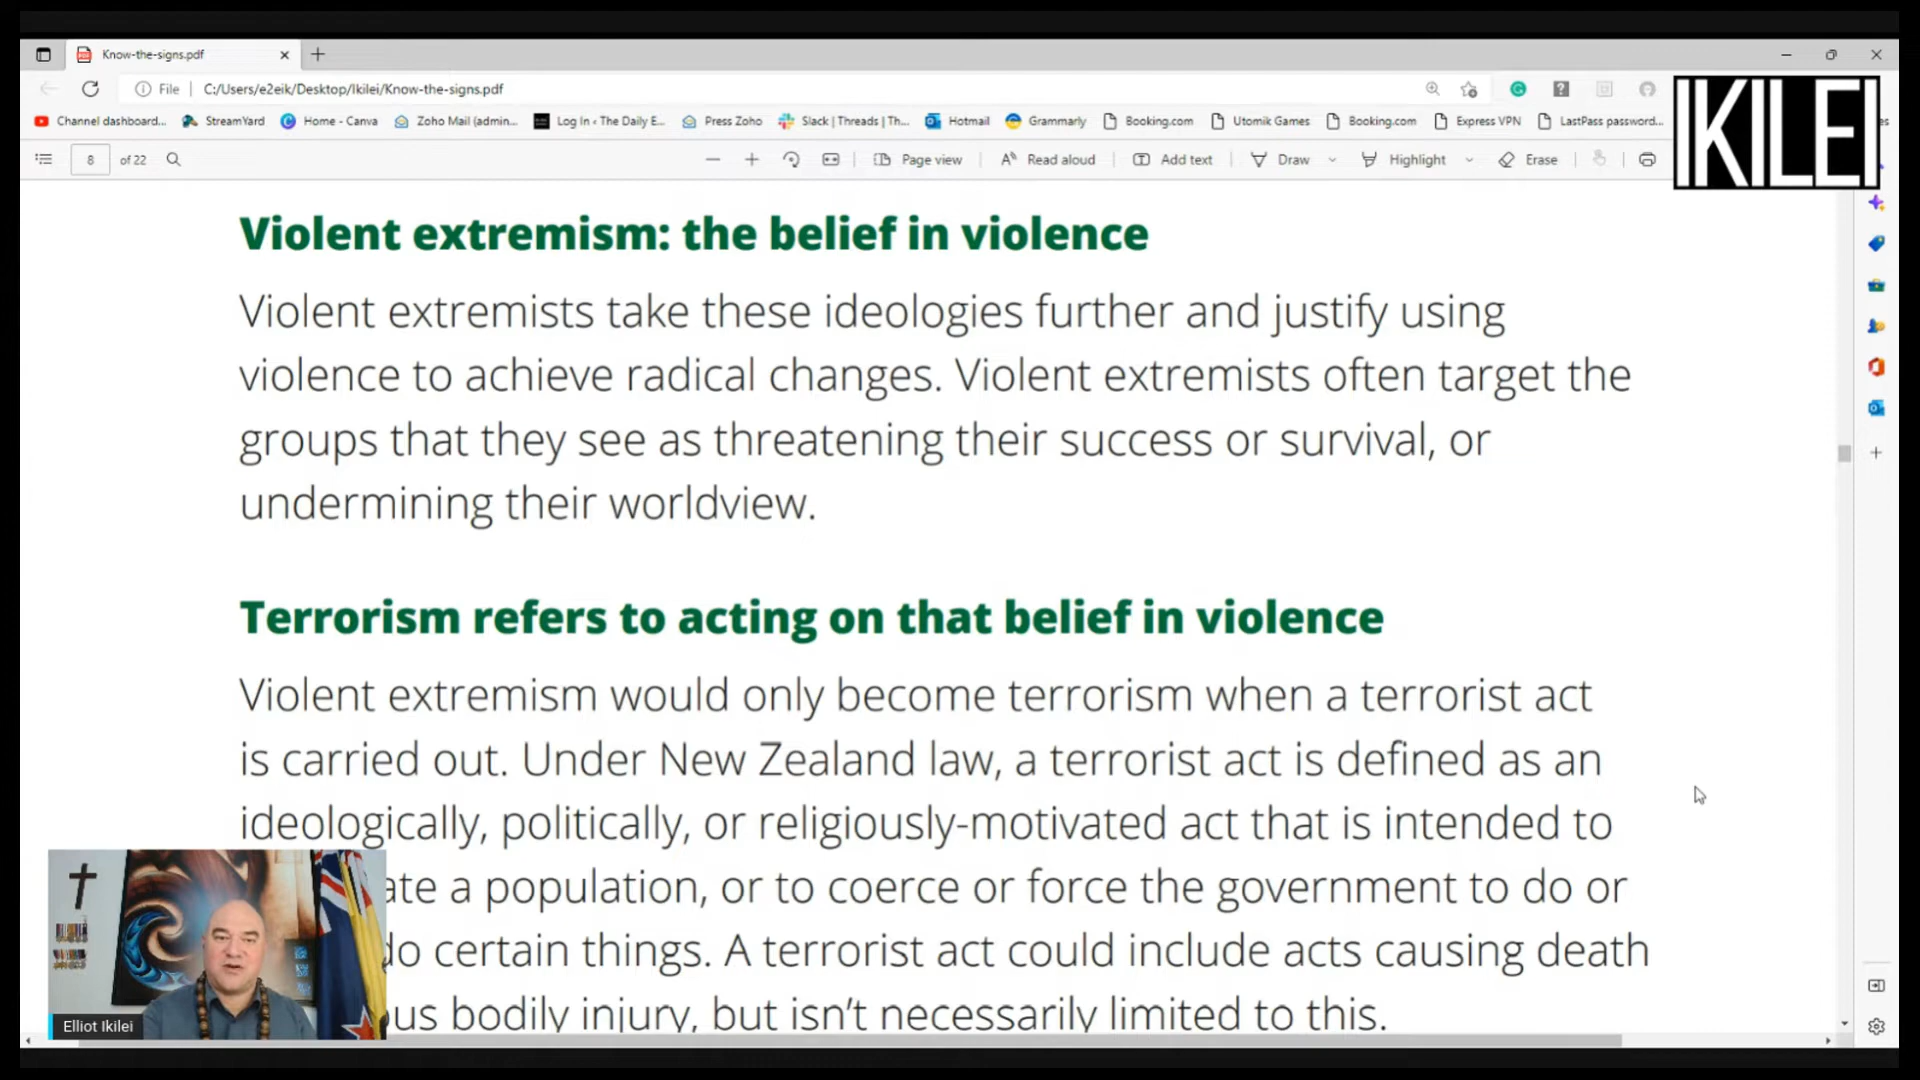 Know-the-signs.pdf
File C:/Users/e2eik/Desktop/Ikilei/Know-the-signs.pdf
Channel dashboard... StreamYard Home - Canva Zoho Mail (admin... Log In ‹ The Daily E... Press Zoho Slack | Threads | Th... Hotmail Grammarly Booking.com Utomik Games Booking.com Express VPN LastPass password... es
IKILEI
8 of 22 Page view Read aloud Add text Draw Highlight Erase
Violent extremism: the belief in violence
Violent extremists take these ideologies further and justify using
violence to achieve radical changes. Violent extremists often target the
groups that they see as threatening their success or survival, or
undermining their worldview.
Terrorism refers to acting on that belief in violence
Violent extremism would only become terrorism when a terrorist act
is carried out. Under New Zealand law, a terrorist act is defined as an
ideologically, politically, or religiously-motivated act that is intended to
ate a population, or to coerce or force the government to do or
do certain things. A terrorist act could include acts causing death
us bodily injury, but isn't necessarily limited to this.
Elliot Ikilei